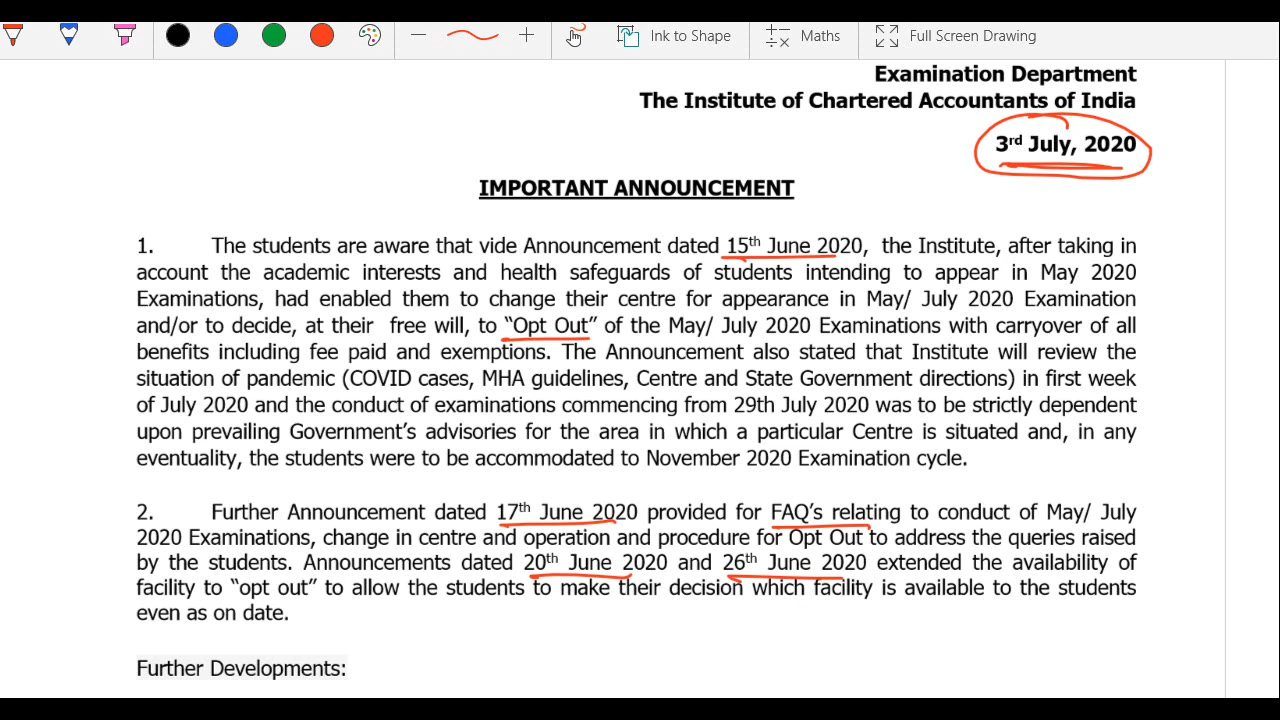 Ink to Shape Maths Full Screen Drawing
Examination Department
The Institute of Chartered Accountants of India
3rd July, 2020
IMPORTANT ANNOUNCEMENT
1. The students are aware that vide Announcement dated 15th June 2020, the Institute, after taking in
account the academic interests and health safeguards of students intending to appear in May 2020
Examinations, had enabled them to change their centre for appearance in May/ July 2020 Examination
and/or to decide, at their free will, to “Opt Out” of the May/ July 2020 Examinations with carryover of all
benefits including fee paid and exemptions. The Announcement also stated that Institute will review the
situation of pandemic (COVID cases, MHA guidelines, Centre and State Government directions) in first week
of July 2020 and the conduct of examinations commencing from 29th July 2020 was to be strictly dependent
upon prevailing Government’s advisories for the area in which a particular Centre is situated and, in any
eventuality, the students were to be accommodated to November 2020 Examination cycle.
2. Further Announcement dated 17th June 2020 provided for FAQ’s relating to conduct of May/ July
2020 Examinations, change in centre and operation and procedure for Opt Out to address the queries raised
by the students. Announcements dated 20th June 2020 and 26th June 2020 extended the availability of
facility to “opt out” to allow the students to make their decision which facility is available to the students
even as on date.
Further Developments: